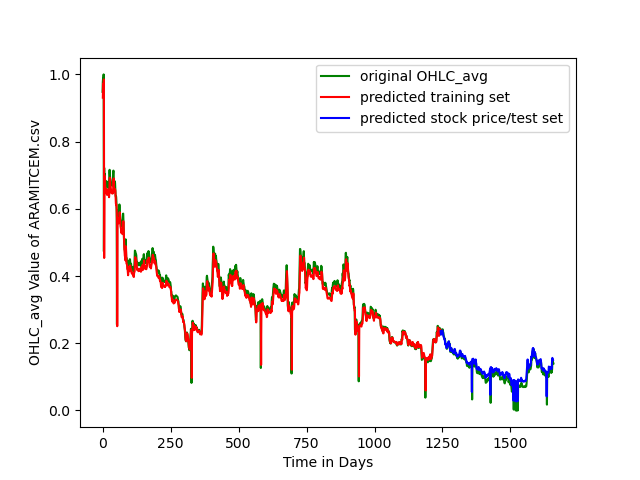 original OHLC_avg
predicted training set
predicted stock price/test set
OHLC_avg Value of ARAMITCEM.csv
1.0
0.8
0.6
0.4
0.2
0.0
0 250 500 750 1000 1250 1500
Time in Days